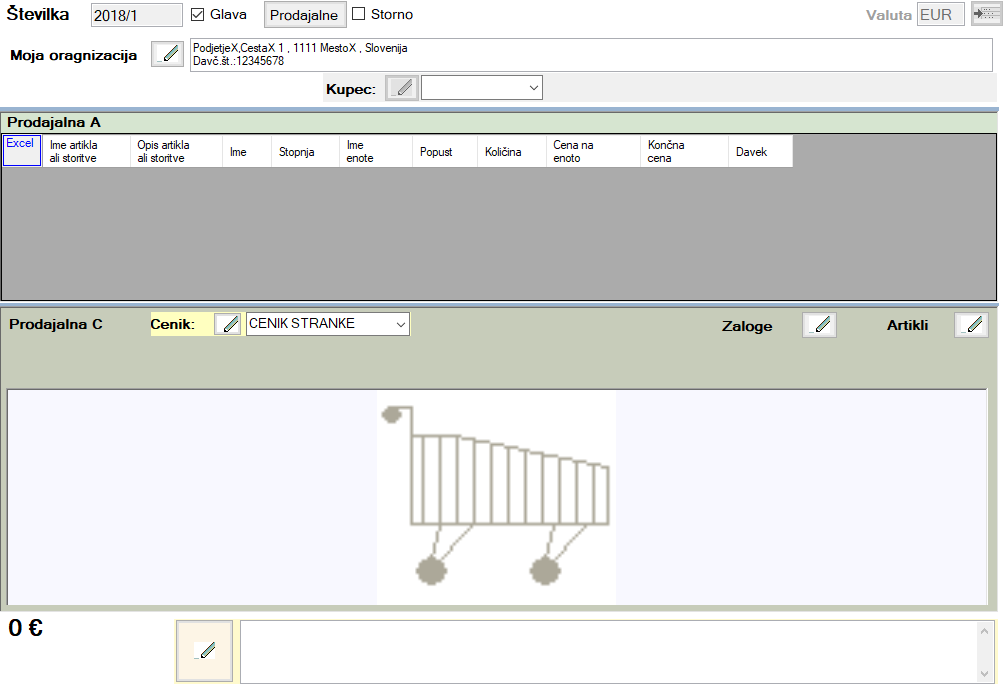 Številka 2018/1 Glava Prodajalne Storno Valuta EUR
Moja oragnizacija
PodjetjeX,CestaX 1 , 1111 MestoX , Slovenija
Davč.št.:12345678
Kupec:
Prodajalna A
Excel
Ime artikla
ali storitve
Opis artikla
ali storitve
Ime
Stopnja
Ime
enote
Popust
Količina
Cena na
enoto
Končna
cena
Davek
Prodajalna C Cenik: CENIK STRANKE Zaloge Artikli
0 €